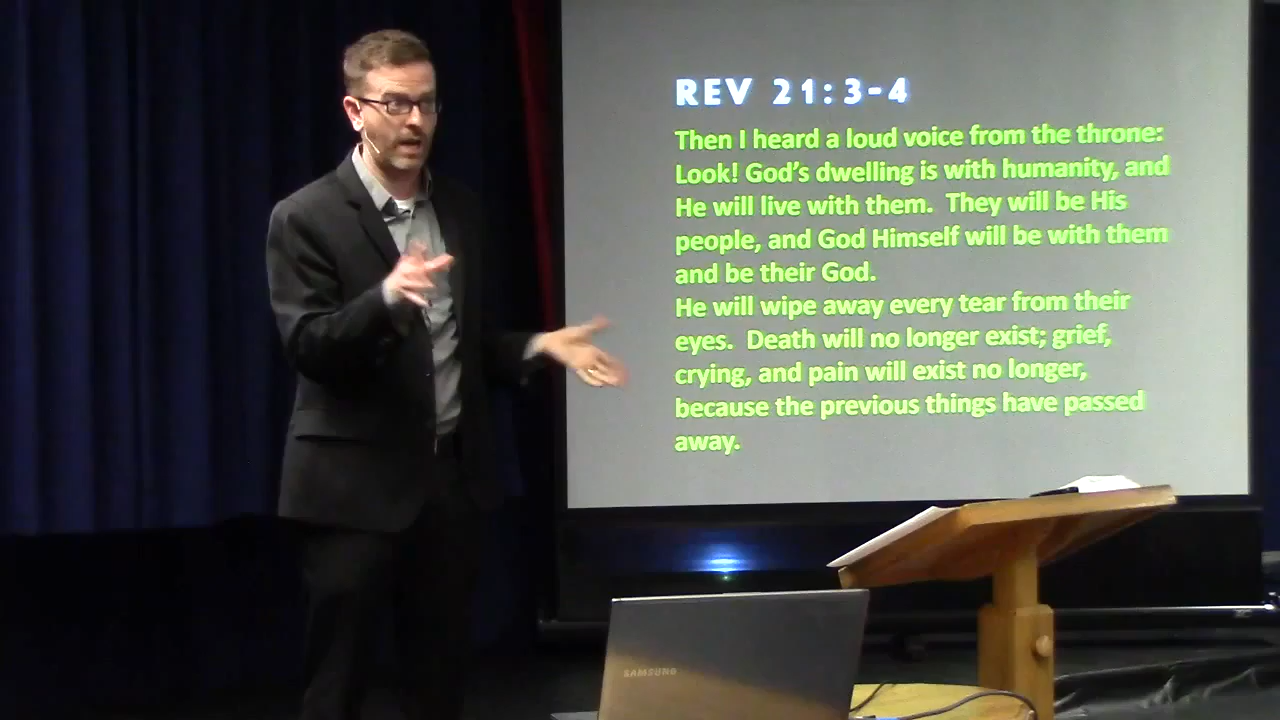 REV 21:3-4
Then I heard a loud voice from the throne:
Look! God's dwelling is with humanity, and
He will live with them.  They will be His
people, and God Himself will be with them
and be their God.
He will wipe away every tear from their
eyes.  Death will no longer exist; grief,
crying, and pain will exist no longer,
because the previous things have passed
away.
SAMSUNG